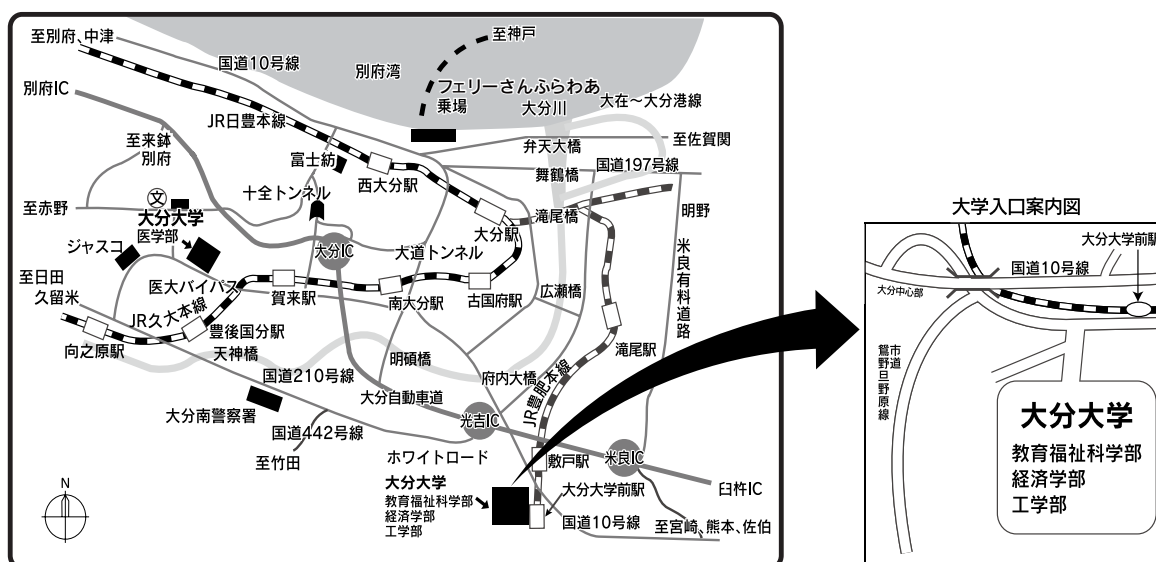 至別府、中津
国道10号線
至神戸
別府湾
フェリーさんふらわあ
乗場
大分川
大在～大分港線
別府IC
JR日豊本線
至来鉢
別府
富士紡
西大分駅
弁天大橋
至佐賀関
舞鶴橋
国道197号線
十全トンネル
文
至赤野
大分大学
医学部
大分駅
滝尾橋
明野
ジャスコ
大分IC
大道トンネル
米良有料道路
至日田
久留米
医大バイパス
賀来駅
南大分駅
古国府駅
広瀬橋
JR久大本線
豊後国分駅
向之原駅
天神橋
明磧橋
滝尾駅
国道210号線
府内大橋
JR豊肥本線
大分自動車道
大分南警察署
国道442号線
光吉IC
至竹田
ホワイトロード
敷戸駅
米良IC
大分大学
教育福祉科学部
経済学部
工学部
大分大学前駅
臼杵IC
国道10号線
至宮崎、熊本、佐伯
N
大学入口案内図
大分大学前駅
国道10号線
大分中心部
市道
鴛野旦野原線
大分大学
教育福祉科学部
経済学部
工学部